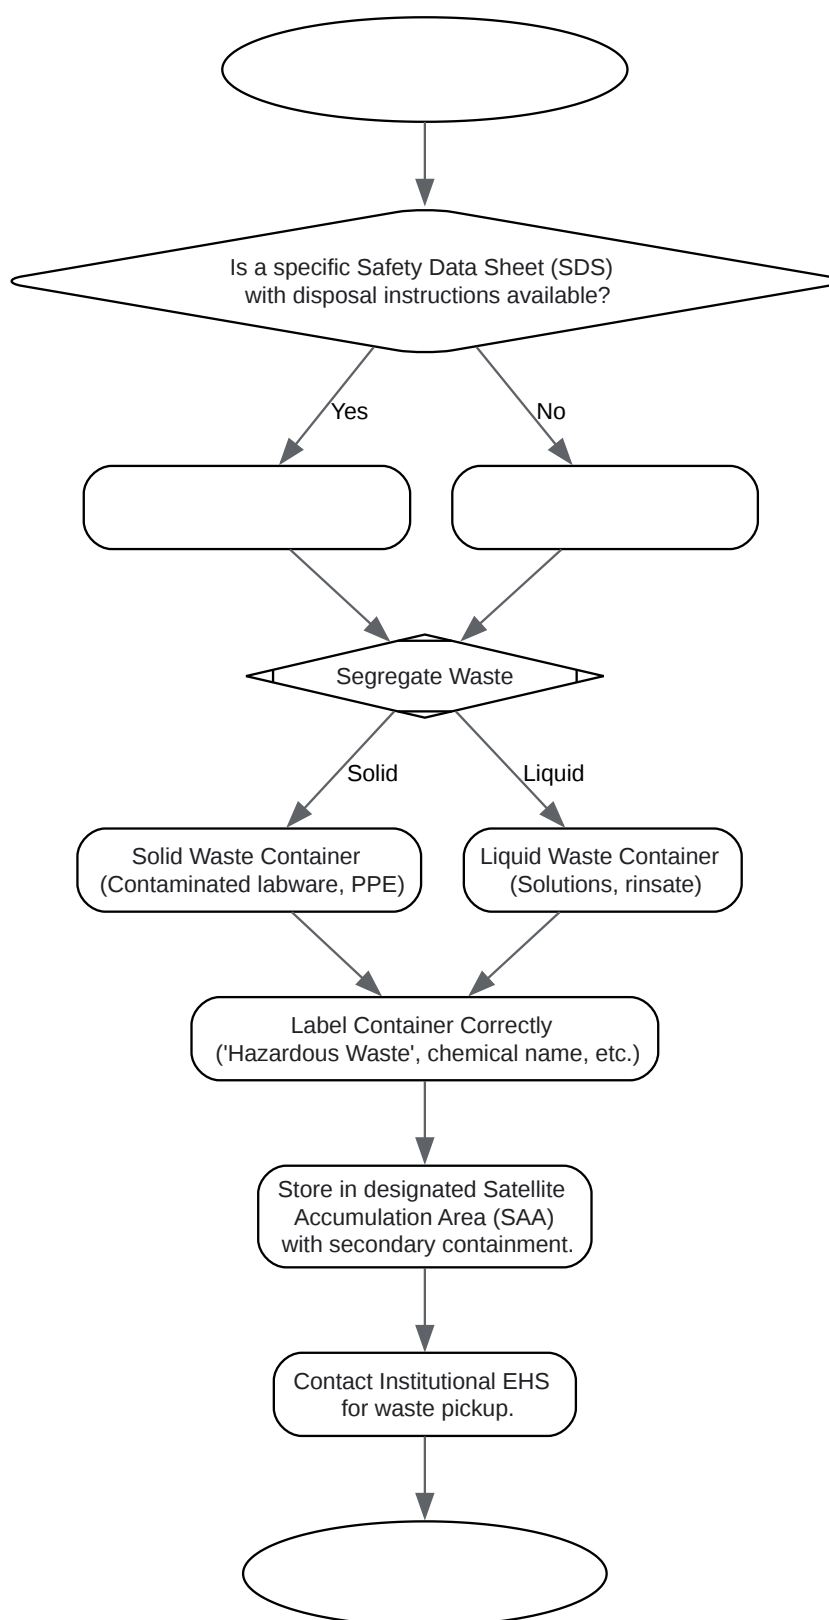 Is a specific Safety Data Sheet (SDS)
with disposal instructions available?
Yes
No
Segregate Waste
Solid
Liquid
Solid Waste Container
(Contaminated labware, PPE)
Liquid Waste Container
(Solutions, rinsate)
Label Container Correctly
('Hazardous Waste', chemical name, etc.)
Store in designated Satellite
Accumulation Area (SAA)
with secondary containment.
Contact Institutional EHS
for waste pickup.